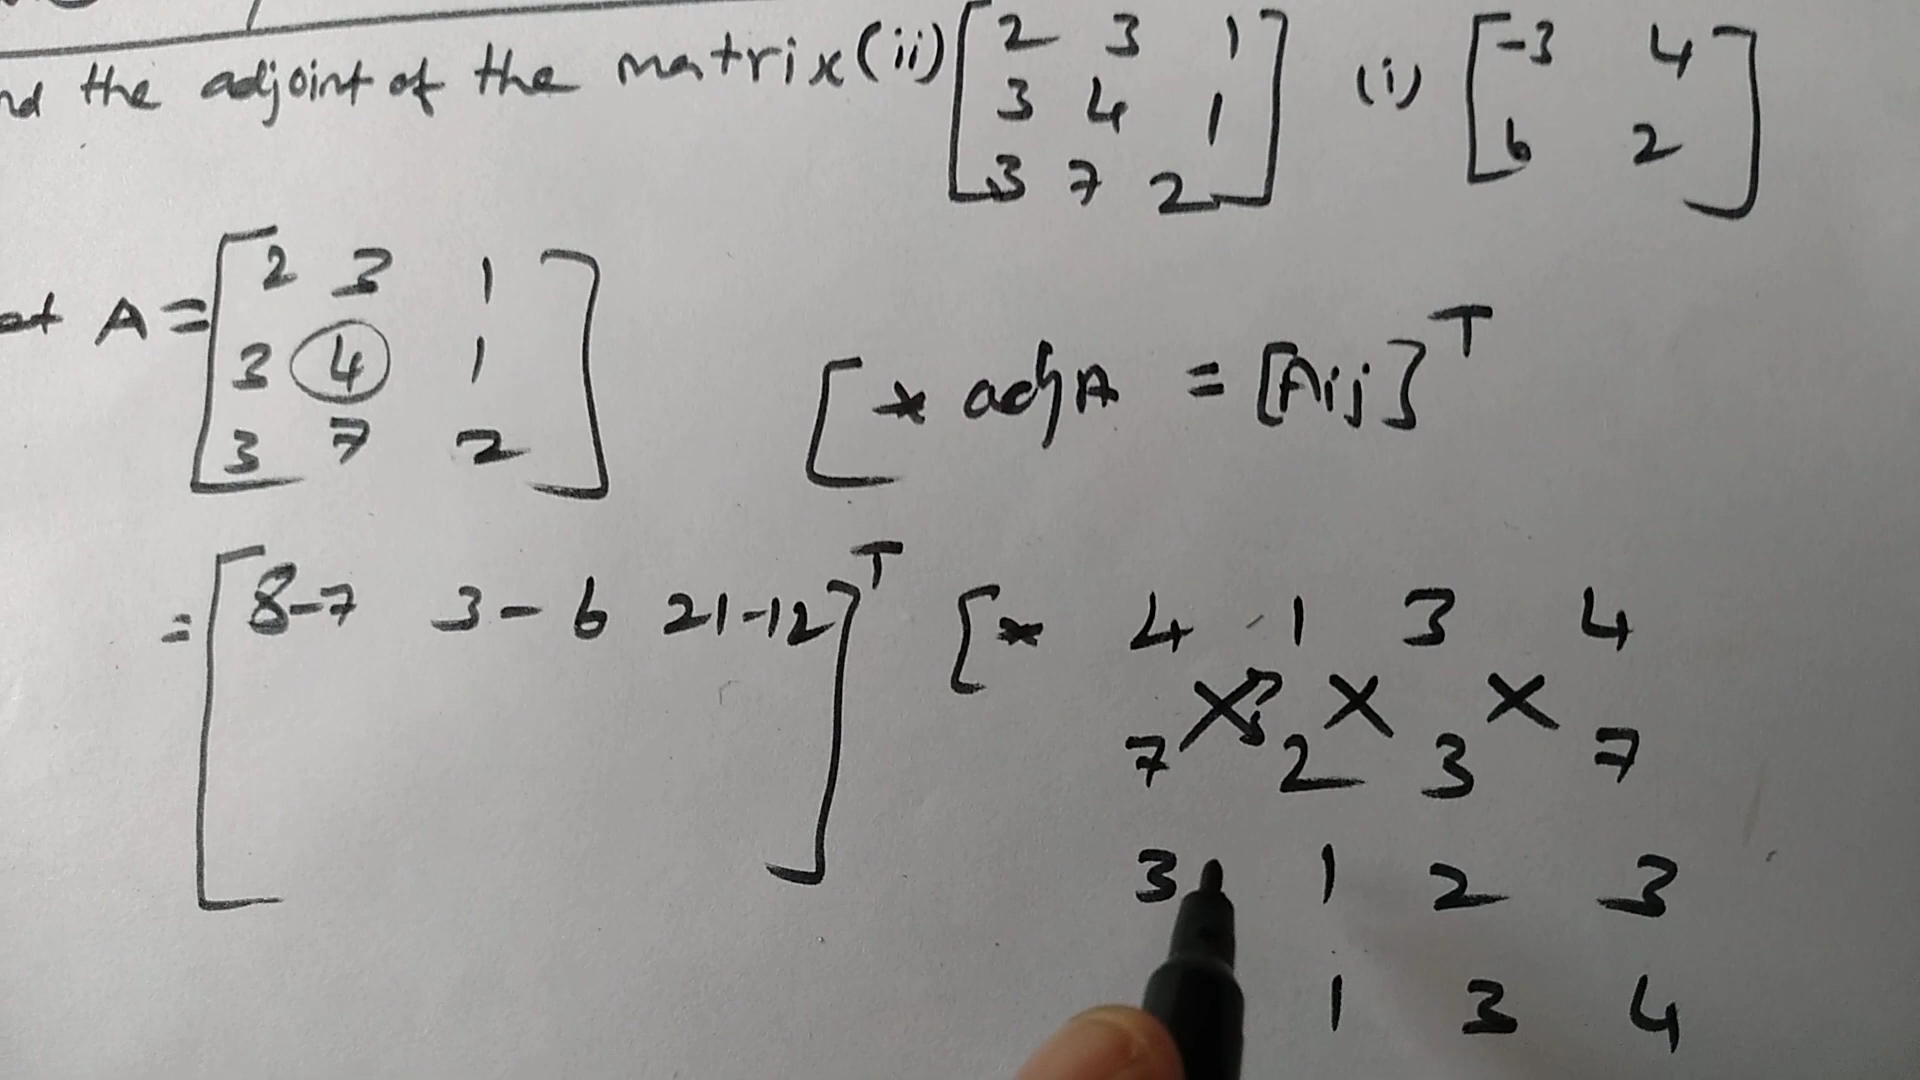 nd the adjoint of the matrix (ii) [2 3 1 (i) [-3 4
3 4 1 6 2]
3 7 2]
et A = [2 3 1
3 4 1 [* adj A = [Aij]^T
3 7 2]
= [8-7 3-6 21-12]^T [* 4 1 3 4
7 2 3 7
3 1 2 3
1 3 4